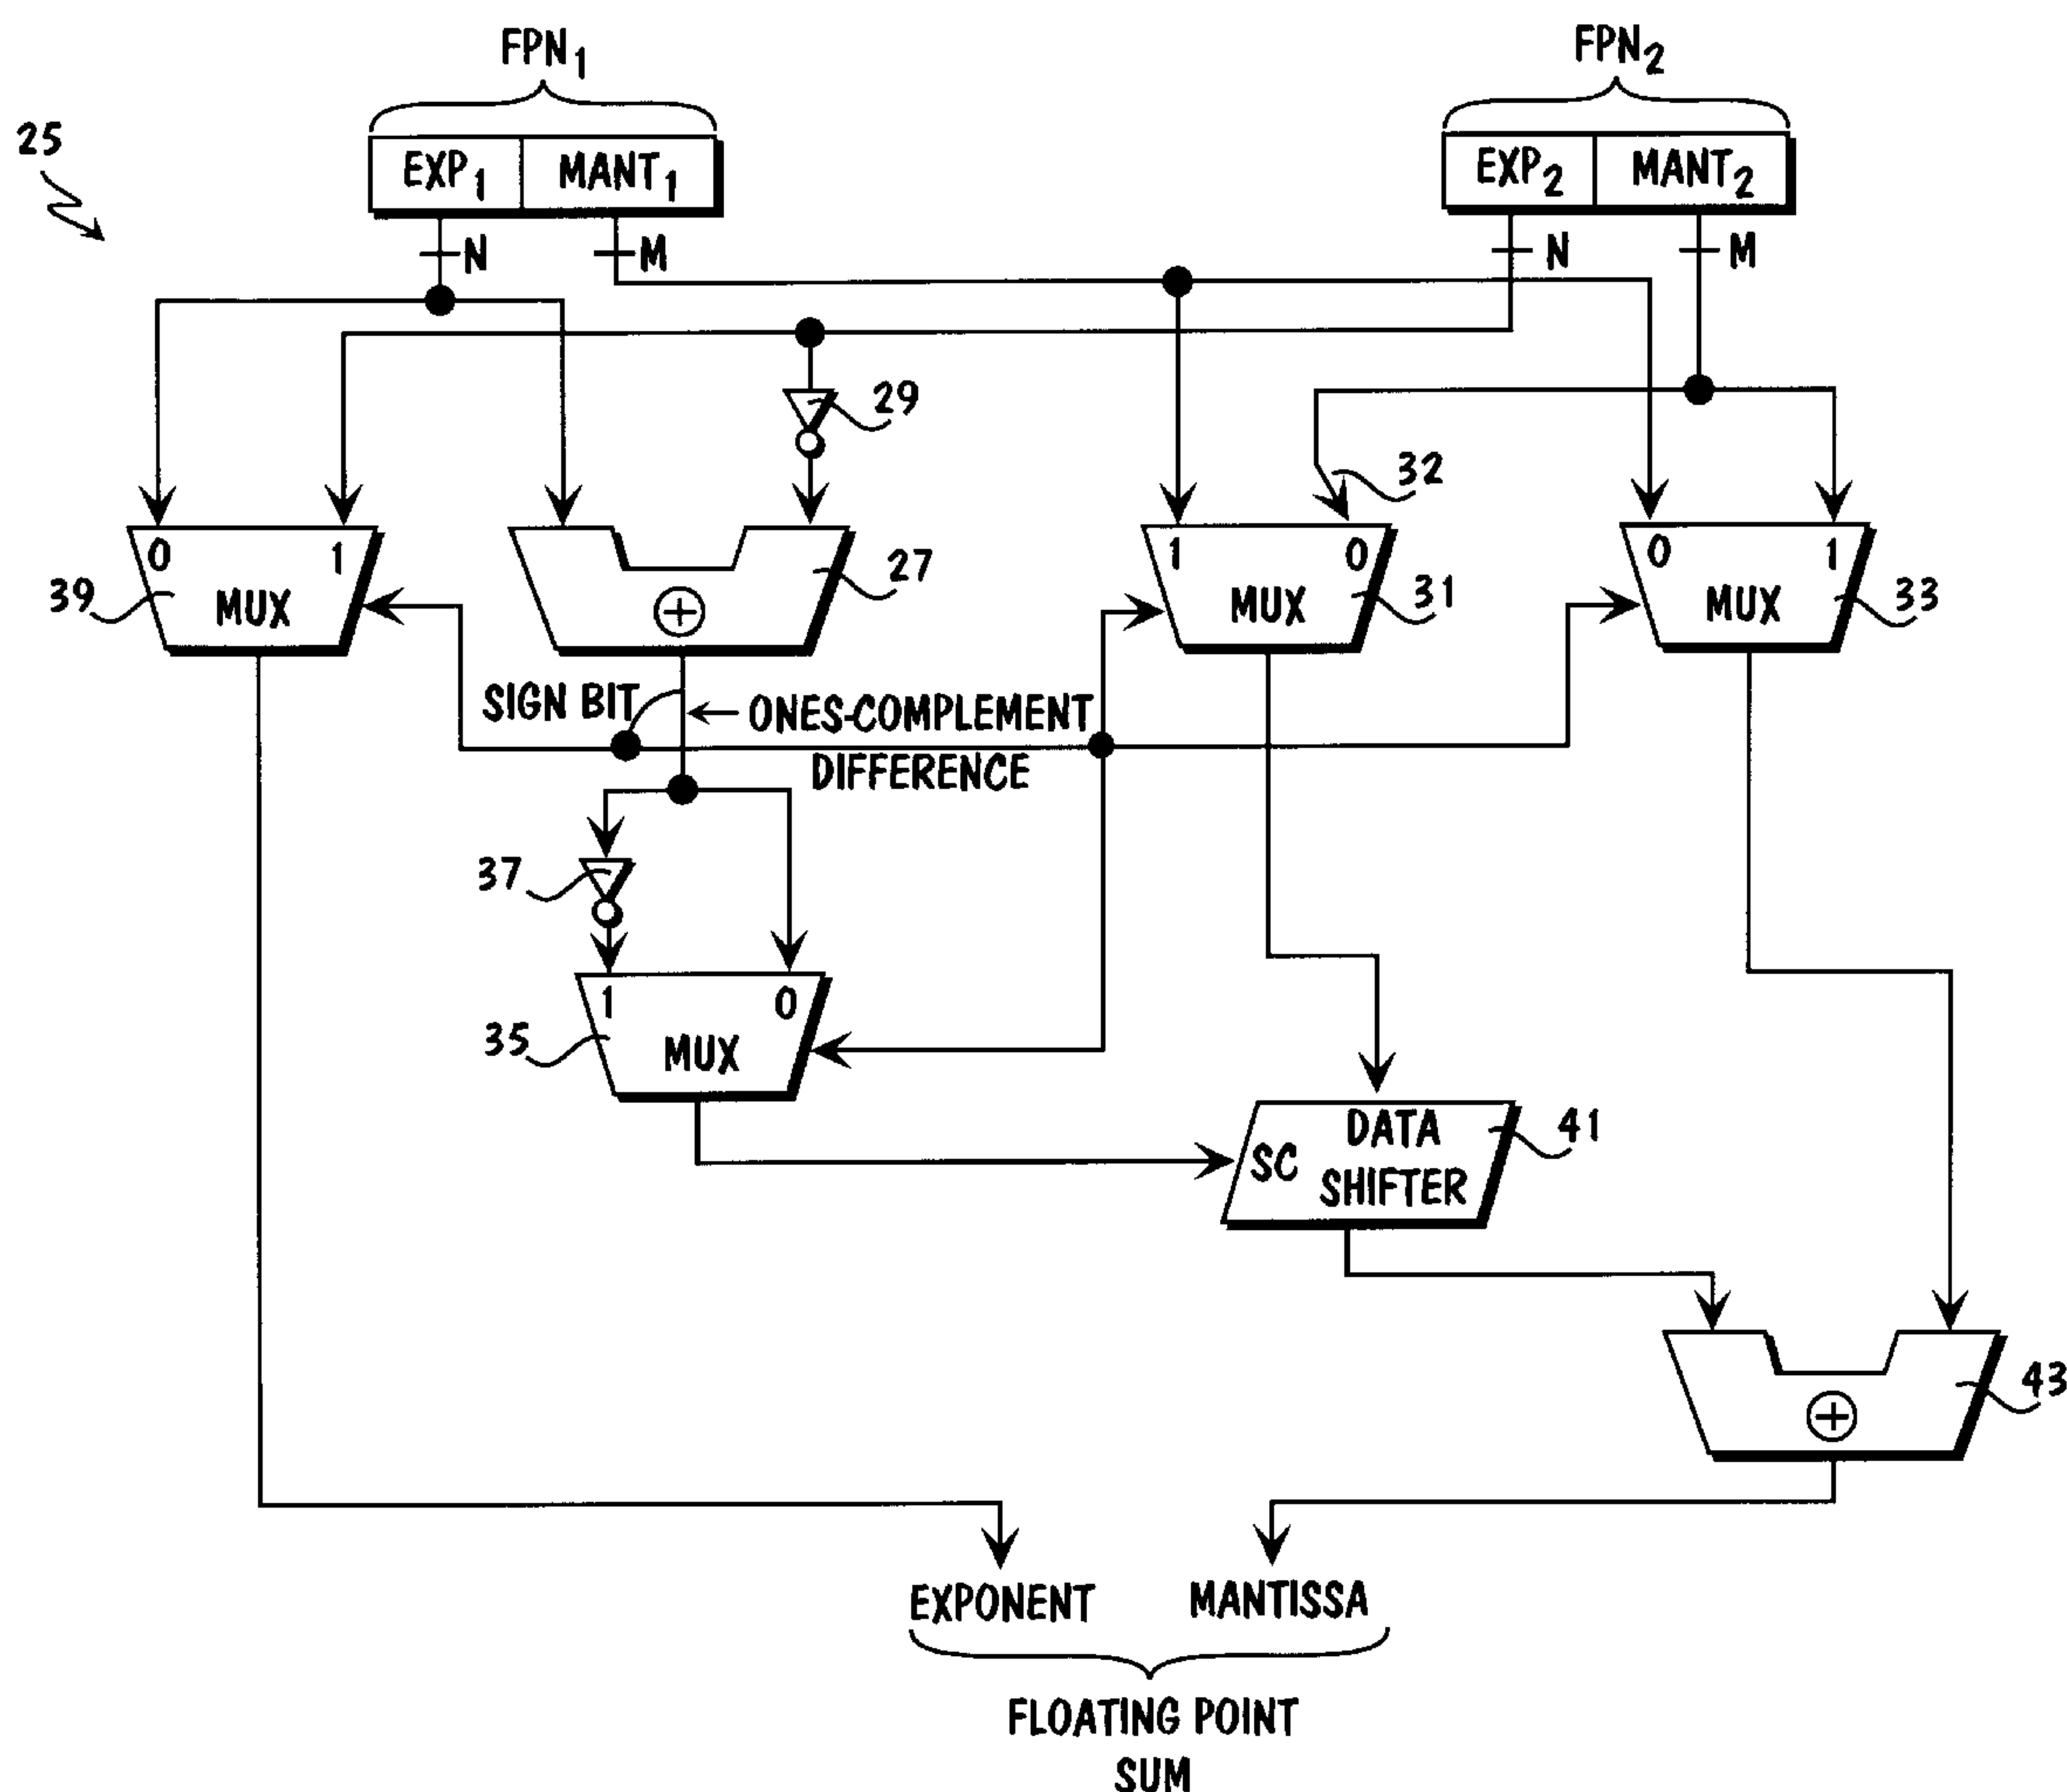 FPN1
FPN2
25
EXP1 MANT1
EXP2 MANT2
N M
N M
29
32
0 1
MUX
39
⊕
27
1 0
MUX
31
0 1
MUX
33
SIGN BIT
ONES-COMPLEMENT
DIFFERENCE
37
1 0
MUX
35
SC
DATA
SHIFTER
41
⊕
43
EXPONENT MANTISSA
FLOATING POINT
SUM